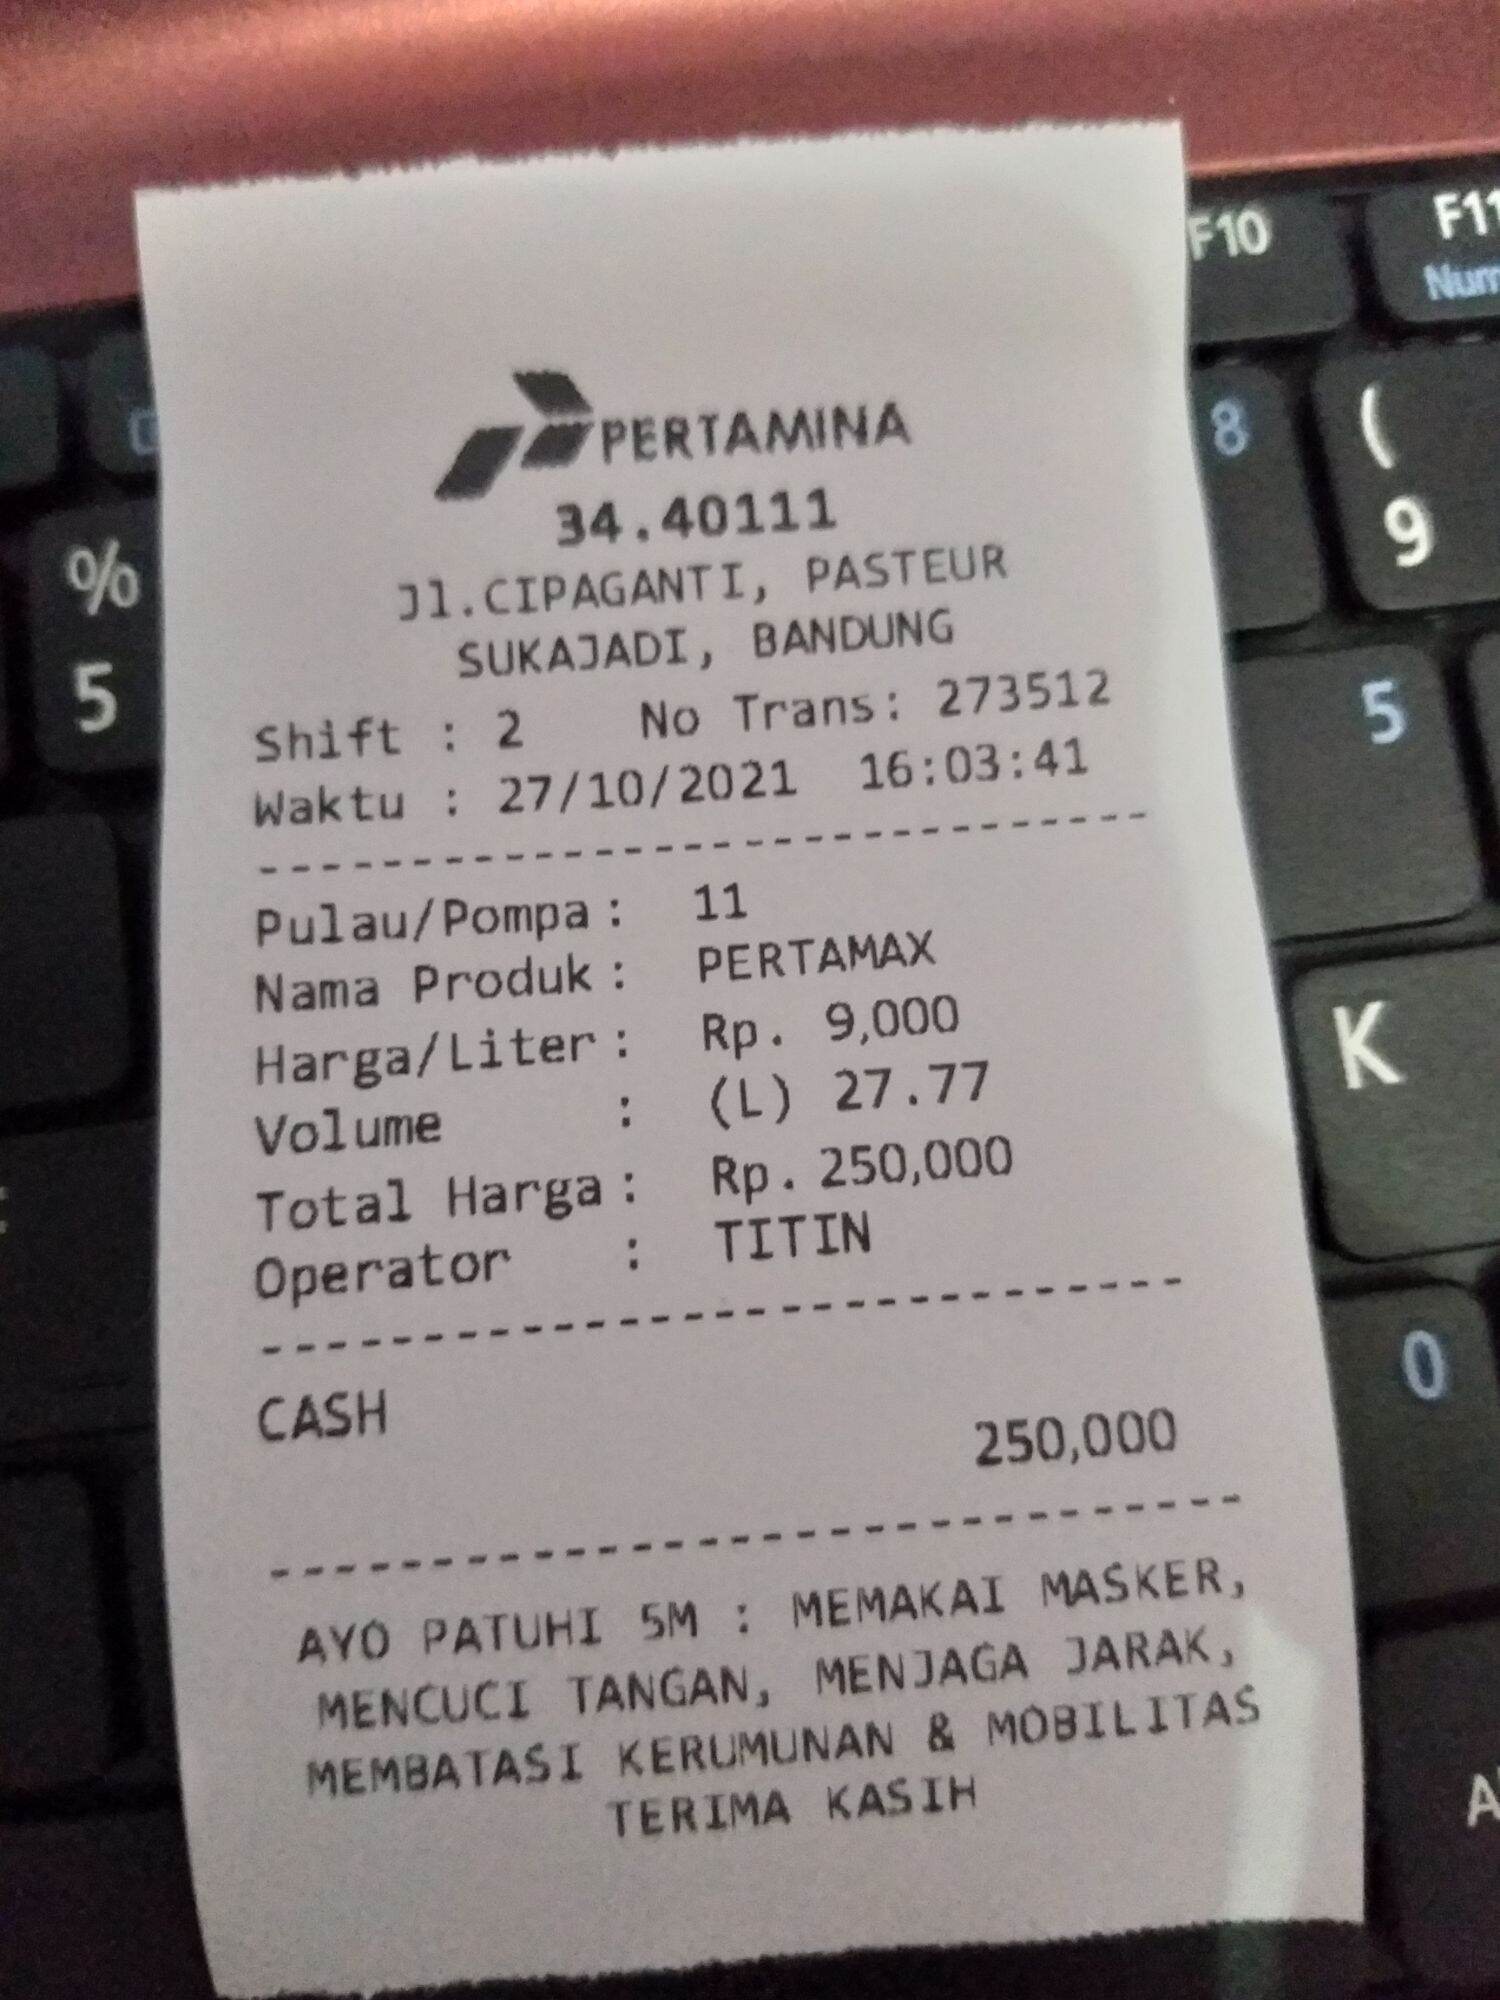 PERTAMINA
34.40111
Jl.CIPAGANTI, PASTEUR
SUKAJADI, BANDUNG
Shift : 2 No Trans: 273512
Waktu : 27/10/2021 16:03:41
--------------------------------
Pulau/Pompa : 11
Nama Produk : PERTAMAX
Harga/Liter : Rp. 9,000
Volume : (L) 27.77
Total Harga : Rp. 250,000
Operator : TITIN
--------------------------------
CASH
250,000
--------------------------------
AYO PATUHI 5M : MEMAKAI MASKER,
MENCUCI TANGAN, MENJAGA JARAK,
MEMBATASI KERUMUNAN & MOBILITAS
TERIMA KASIH
F10
F11
Num
8
(
9
%
5
5
K
0
A